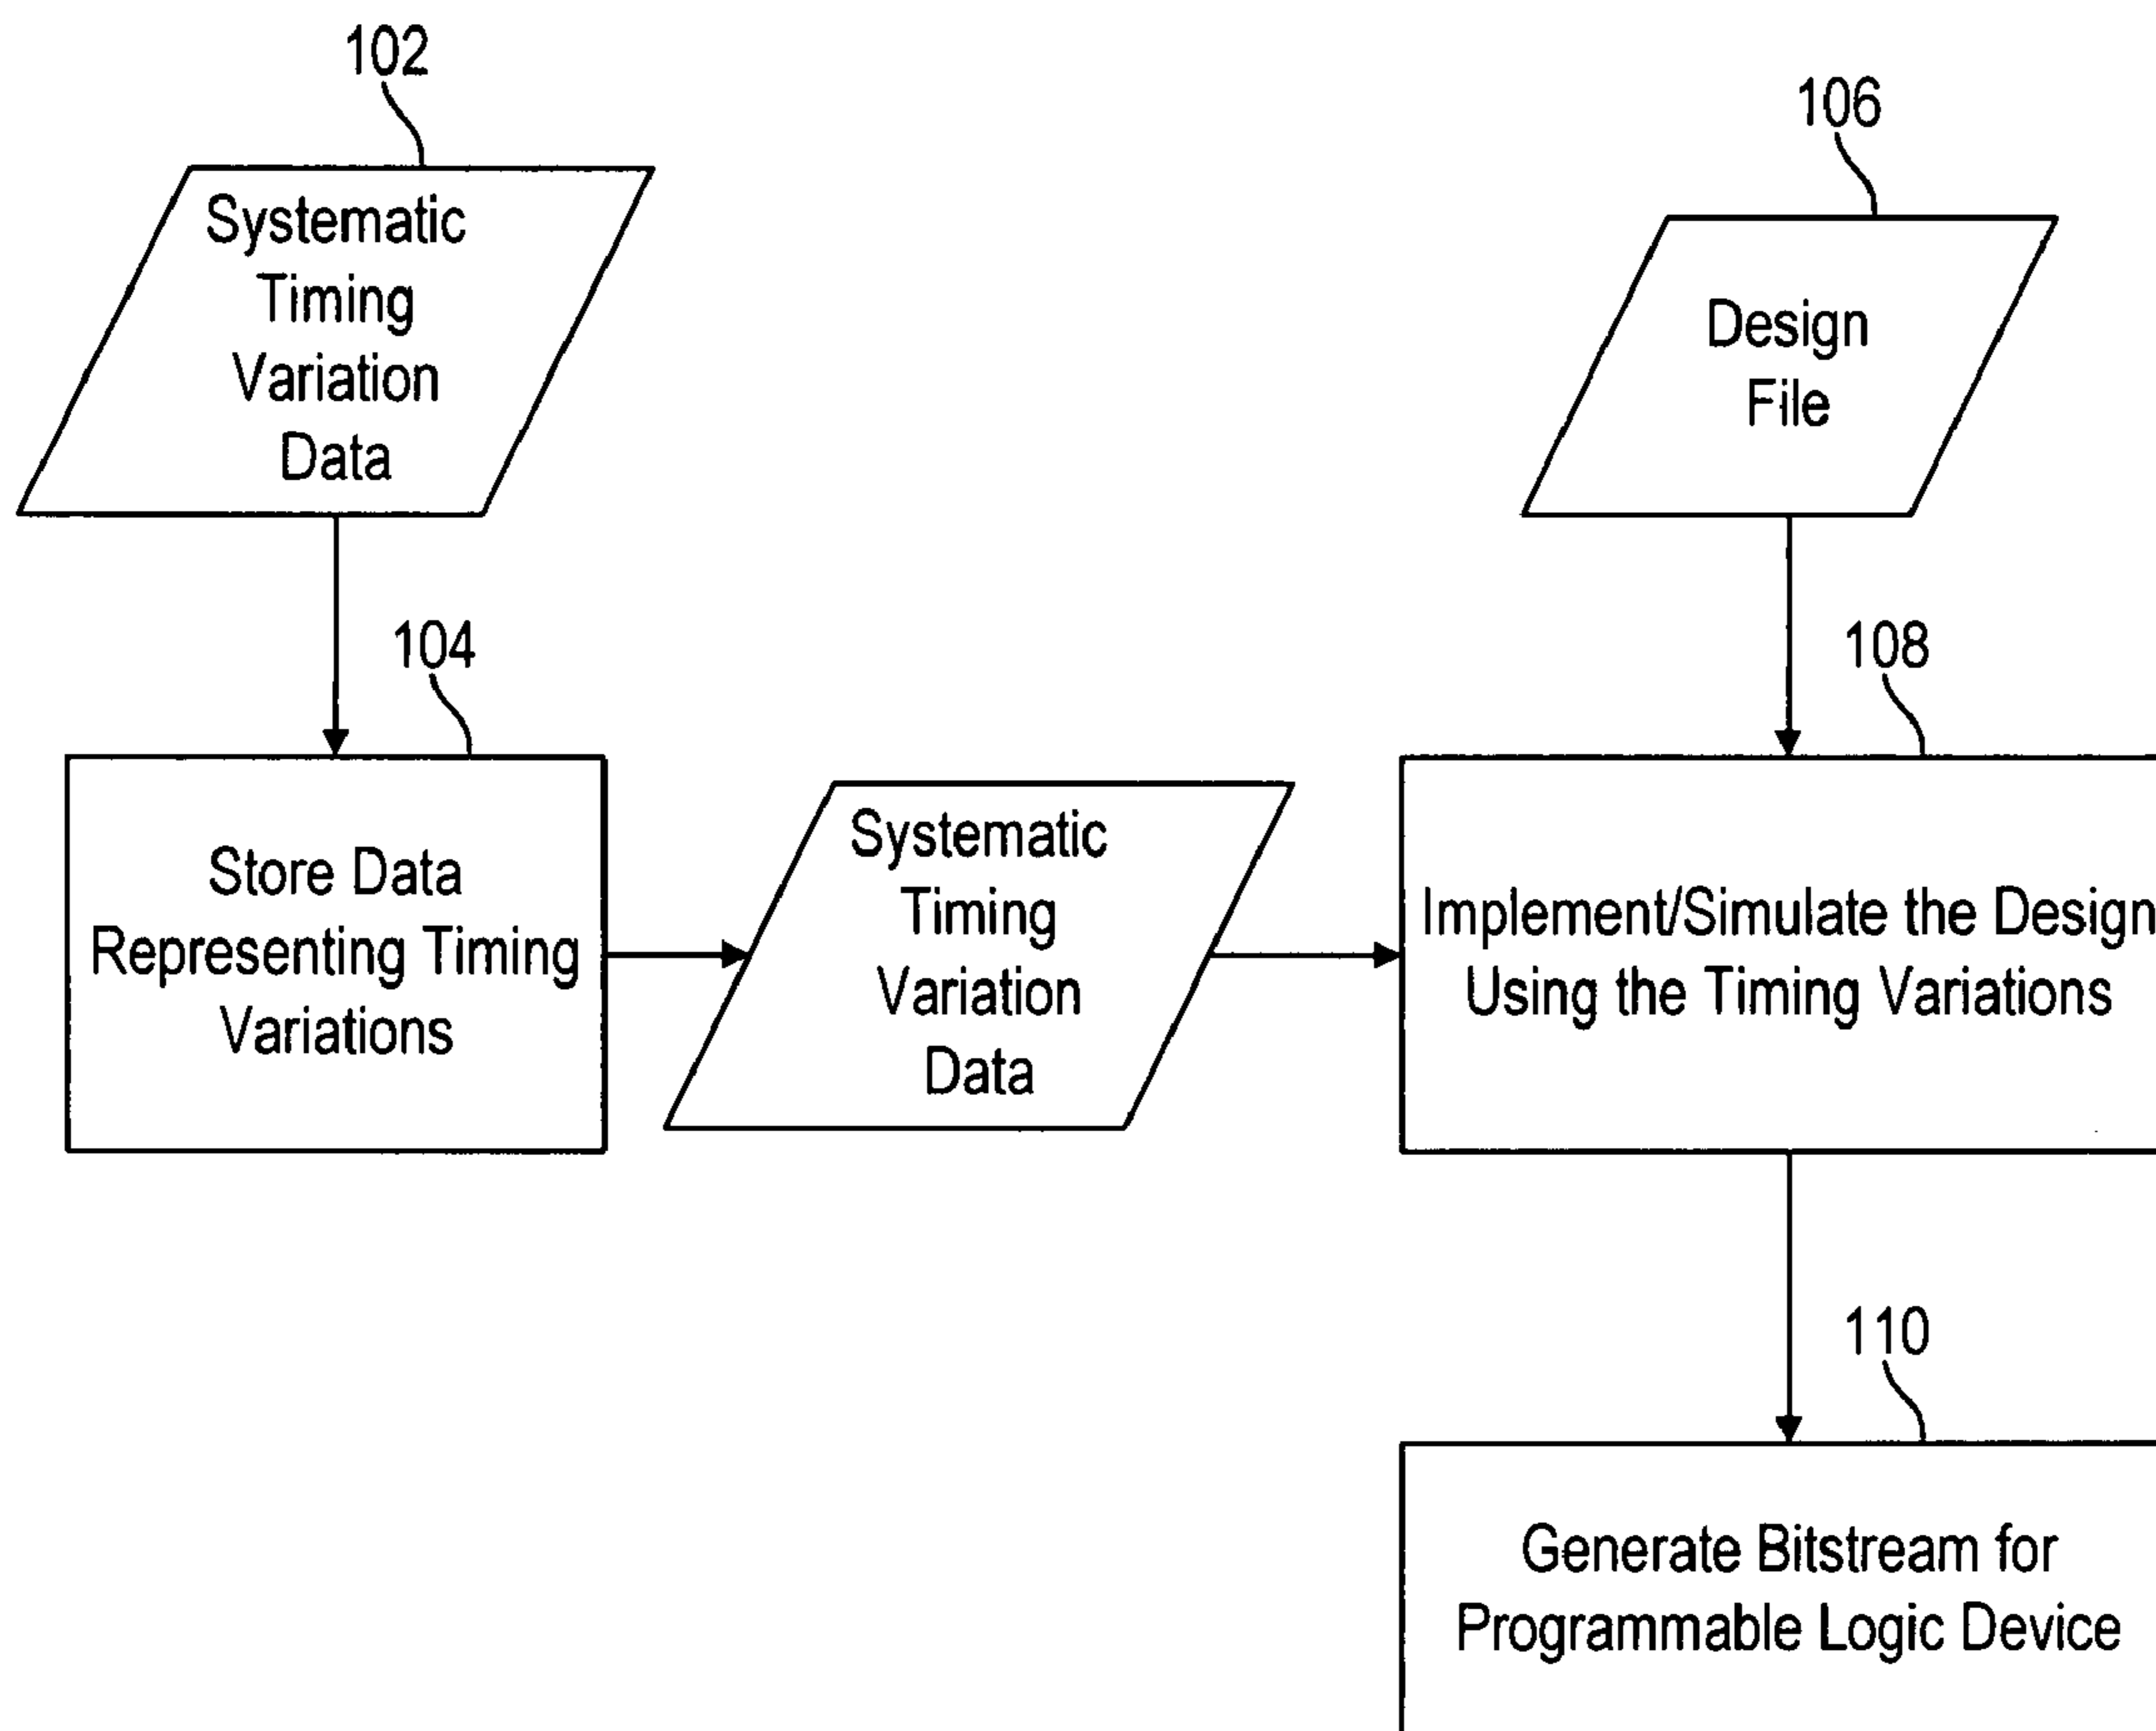 102
Systematic
Timing
Variation
Data
106
Design
File
104
Store Data
Representing Timing
Variations
Systematic
Timing
Variation
Data
108
Implement/Simulate the Design
Using the Timing Variations
110
Generate Bitstream for
Programmable Logic Device